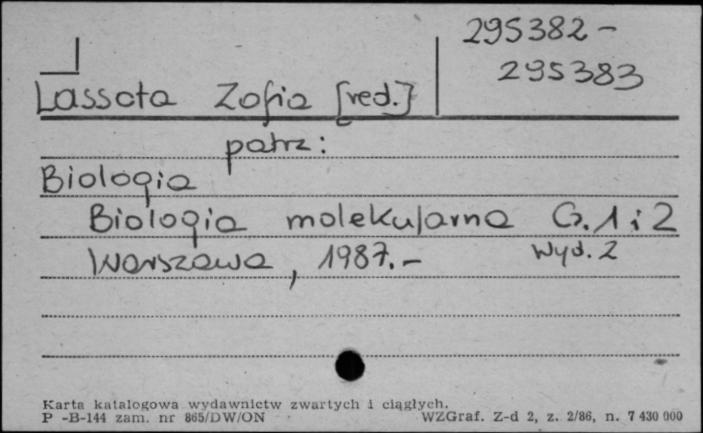 295382-
295383
Lassota Zofia [red.]
patrz:
Biologia
Biologia molekularna Cz. 1 i 2
Warszawa, 1987.- Wyd. 2
Karta katalogowa wydawnictw zwartych i ciągłych.
P -B-144 zam. nr 865/DW/ON WZGraf. Z-d 2, z. 2/86, n. 7 430 000